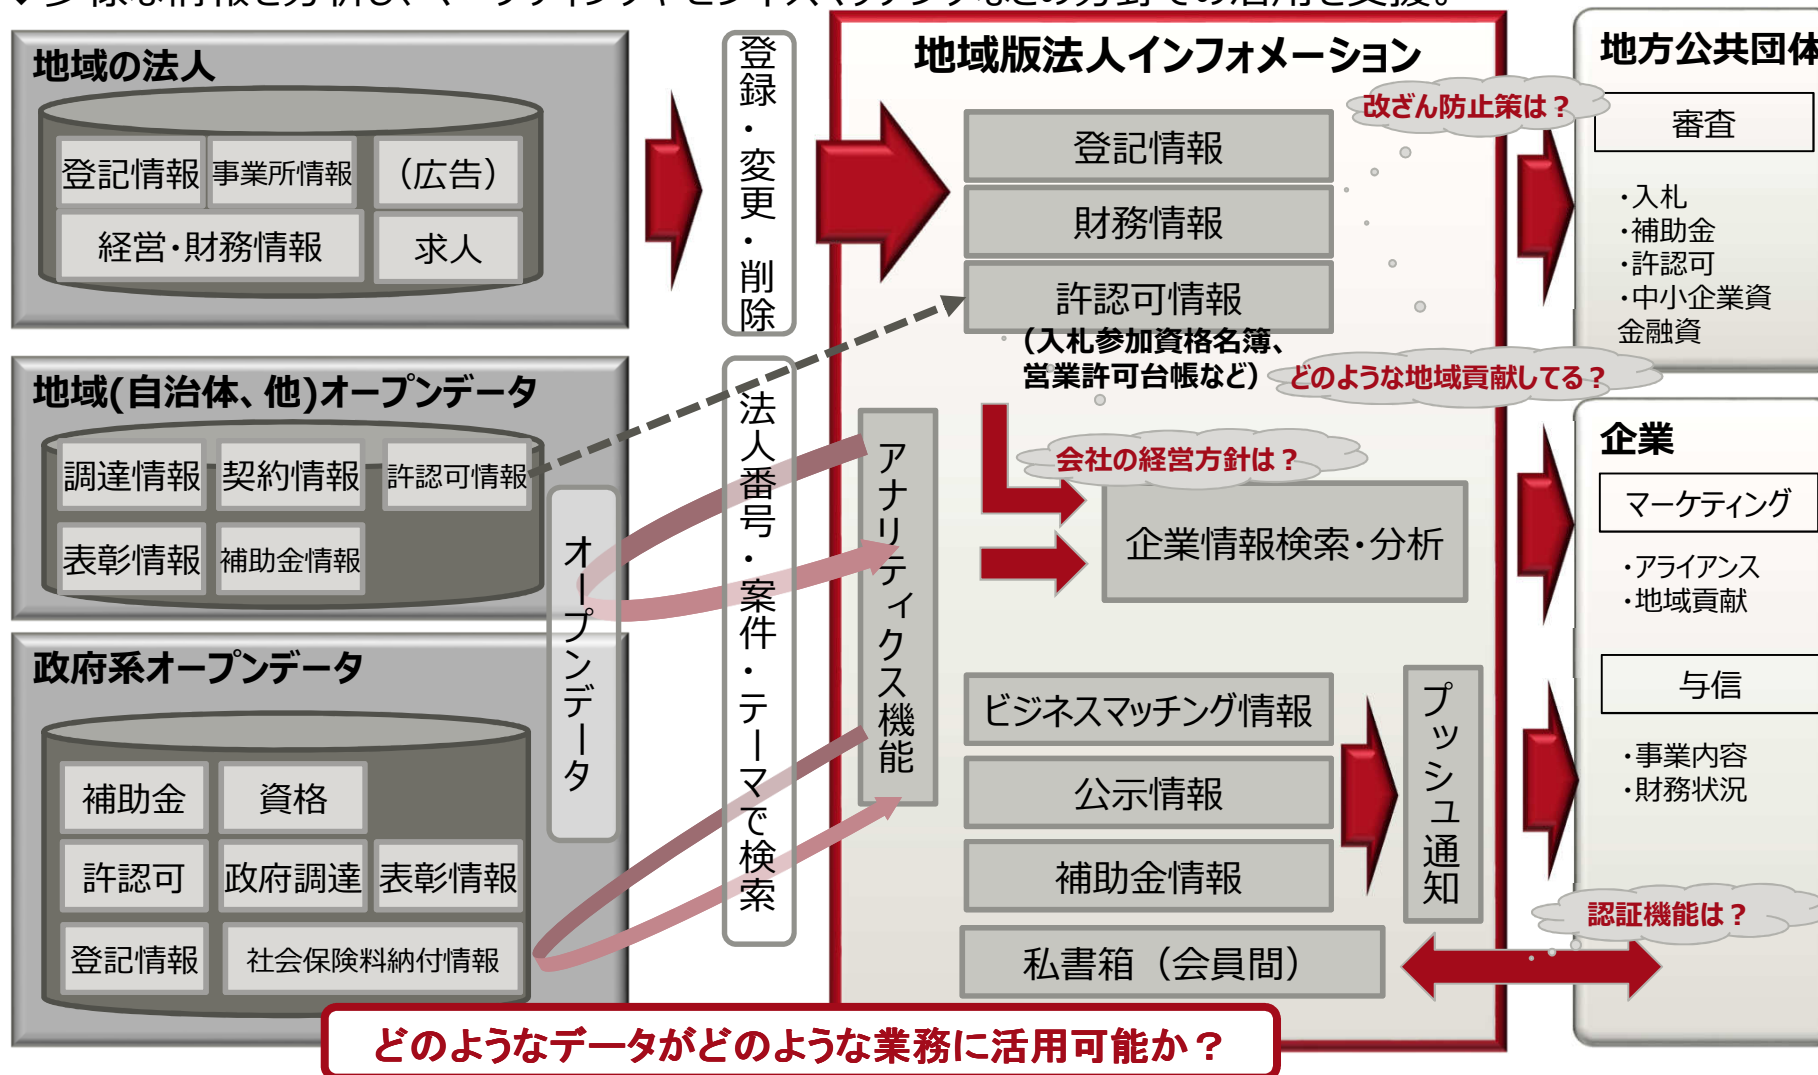 地域の法人
登記情報
事業所情報
（広告）
経営・財務情報
求人
地域(自治体、他)オープンデータ
調達情報
契約情報
許認可情報
表彰情報
補助金情報
政府系オープンデータ
補助金
資格
許認可
政府調達
表彰情報
登記情報
社会保険料納付情報
オープンデータ
登録・変更・削除
法人番号・案件・テーマで検索
地域版法人インフォメーション
登記情報
財務情報
許認可情報
（入札参加資格名簿、
営業許可台帳など）
アナリティクス機能
企業情報検索・分析
ビジネスマッチング情報
公示情報
補助金情報
プッシュ通知
私書箱（会員間）
改ざん防止策は？
どのような地域貢献してる？
会社の経営方針は？
認証機能は？
地方公共団体
審査
・入札
・補助金
・許認可
・中小企業資
金融資
企業
マーケティング
・アライアンス
・地域貢献
与信
・事業内容
・財務状況
どのようなデータがどのような業務に活用可能か？